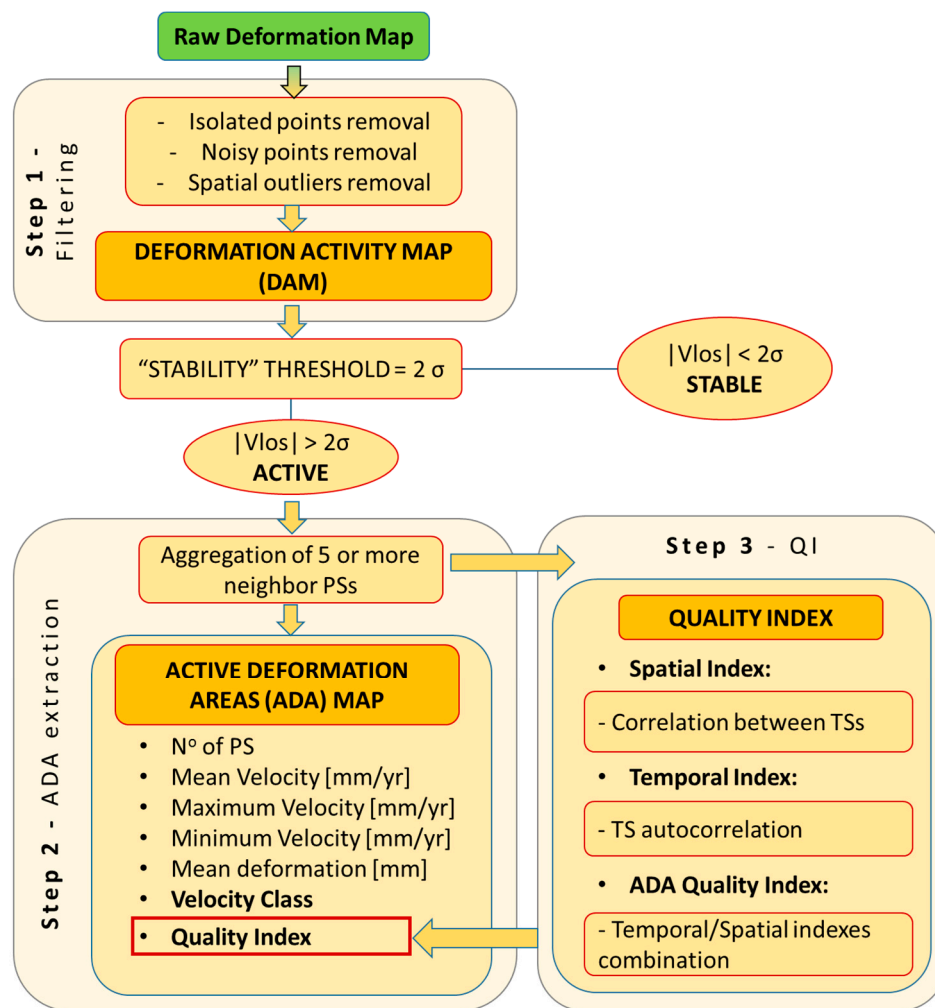 Raw Deformation Map
Step 1 -
Filtering
- Isolated points removal
- Noisy points removal
- Spatial outliers removal
DEFORMATION ACTIVITY MAP
(DAM)
“STABILITY” THRESHOLD = 2 σ
|Vlos| < 2σ
STABLE
|Vlos| > 2σ
ACTIVE
Step 2 - ADA extraction
Aggregation of 5 or more
neighbor PSs
ACTIVE DEFORMATION
AREAS (ADA) MAP
• Nº of PS
• Mean Velocity [mm/yr]
• Maximum Velocity [mm/yr]
• Minimum Velocity [mm/yr]
• Mean deformation [mm]
• Velocity Class
• Quality Index
Step 3 - QI
QUALITY INDEX
• Spatial Index:
- Correlation between TSs
• Temporal Index:
- TS autocorrelation
• ADA Quality Index:
- Temporal/Spatial indexes
combination